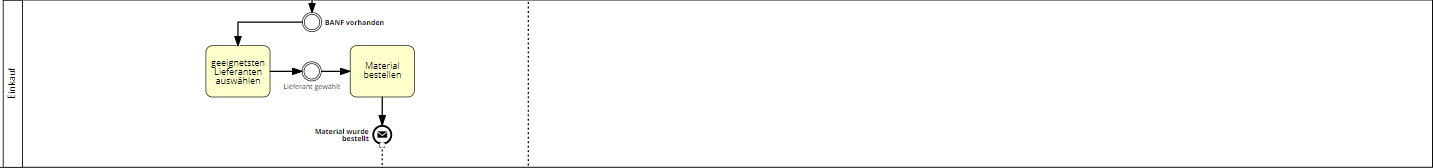 Einkauf
BANF vorhanden
geeignetsten
Lieferanten
auswählen
Lieferant gewählt
Material
bestellen
Material wurde
bestellt